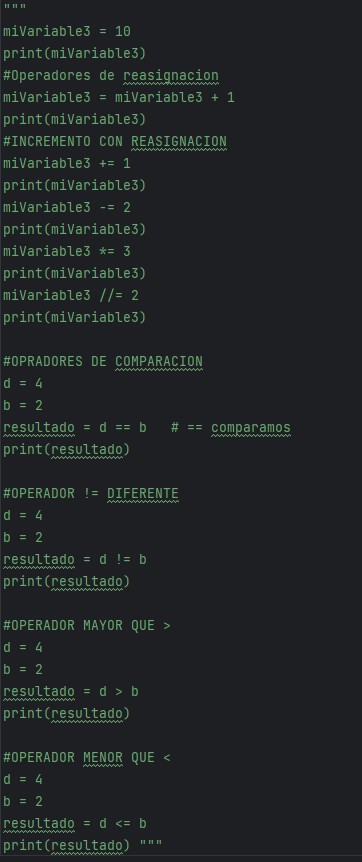 """
miVariable3 = 10
print(miVariable3)
#Operadores de reasignacion
miVariable3 = miVariable3 + 1
print(miVariable3)
#INCREMENTO CON REASIGNACION
miVariable3 += 1
print(miVariable3)
miVariable3 -= 2
print(miVariable3)
miVariable3 *= 3
print(miVariable3)
miVariable3 //= 2
print(miVariable3)

#OPRADORES DE COMPARACION
d = 4
b = 2
resultado = d == b   # == comparamos
print(resultado)

#OPERADOR != DIFERENTE
d = 4
b = 2
resultado = d != b
print(resultado)

#OPERADOR MAYOR QUE >
d = 4
b = 2
resultado = d > b
print(resultado)

#OPERADOR MENOR QUE <
d = 4
b = 2
resultado = d <= b
print(resultado) """